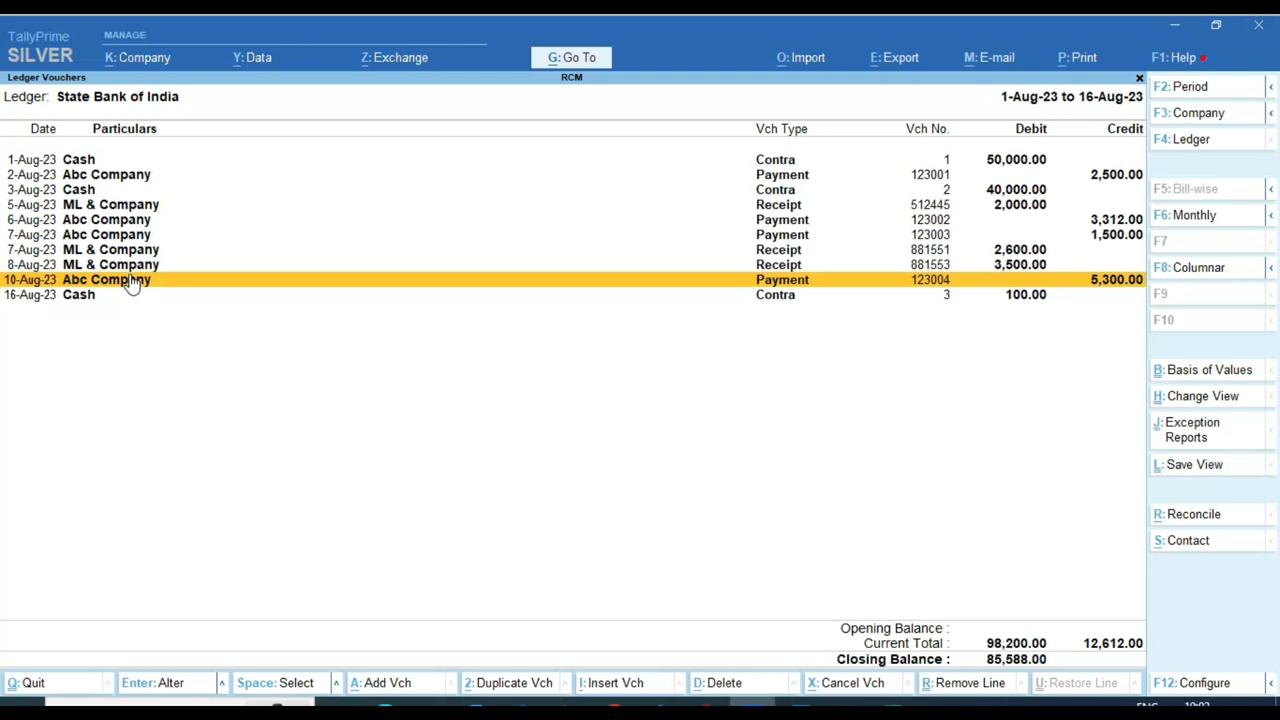 TallyPrime MANAGE
SILVER K: Company Y: Data Z: Exchange G: Go To O: Import E: Export M: E-mail P: Print F1: Help
Ledger Vouchers RCM x
Ledger: State Bank of India 1-Aug-23 to 16-Aug-23
Date Particulars Vch Type Vch No. Debit Credit
1-Aug-23 Cash Contra 1 50,000.00
2-Aug-23 Abc Company Payment 123001 2,500.00
3-Aug-23 Cash Contra 2 40,000.00
5-Aug-23 ML & Company Receipt 512445 2,000.00
6-Aug-23 Abc Company Payment 123002 3,312.00
7-Aug-23 Abc Company Payment 123003 1,500.00
7-Aug-23 ML & Company Receipt 881551 2,600.00
8-Aug-23 ML & Company Receipt 881553 3,500.00
10-Aug-23 Abc Company Payment 123004 5,300.00
16-Aug-23 Cash Contra 3 100.00
Opening Balance :
Current Total : 98,200.00 12,612.00
Closing Balance : 85,588.00
F2: Period
F3: Company
F4: Ledger
F5: Bill-wise
F6: Monthly
F7
F8: Columnar
F9
F10
B: Basis of Values
H: Change View
J: Exception
Reports
L: Save View
R: Reconcile
S: Contact
Q: Quit Enter: Alter Space: Select A: Add Vch 2: Duplicate Vch I: Insert Vch D: Delete X: Cancel Vch R: Remove Line U: Restore Line F12: Configure